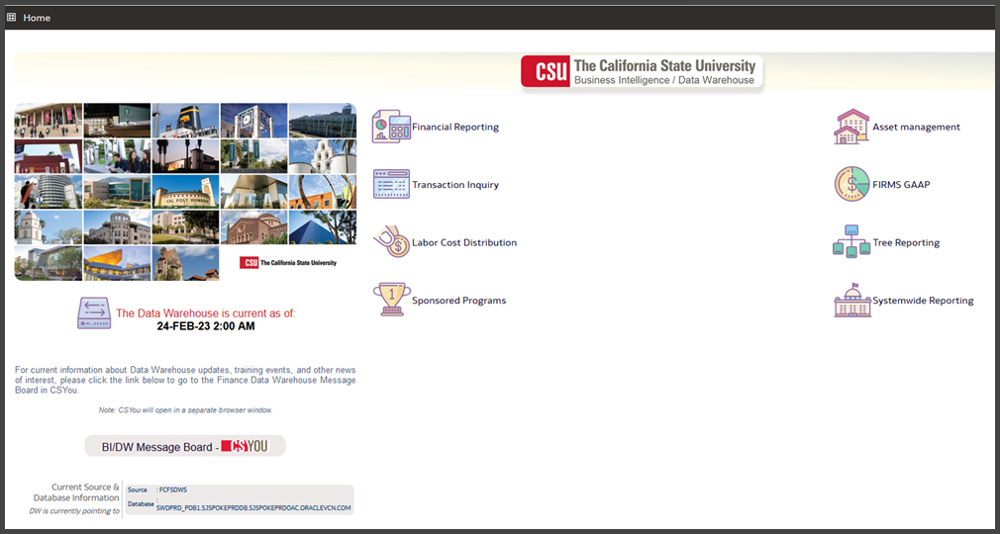 Home
CSU The California State University
Business Intelligence / Data Warehouse
CAL POLY HUMBOLDT
CSU The California State University
The Data Warehouse is current as of:
24-FEB-23 2:00 AM
For current information about Data Warehouse updates, training events, and other news
of interest, please click the link below to go to the Finance Data Warehouse Message
Board in CSYou.
Note: CSYou will open in a separate browser window.
BI/DW Message Board - CSYOU
Current Source &
Database Information
DW is currently pointing to
Source : FCFSDWS
Database :
SWDPRD_PDB1.SJSPOKEPRDDB.SJSPOKEPRDOAC.ORACLEVCN.COM
Financial Reporting
Transaction Inquiry
Labor Cost Distribution
1
Sponsored Programs
Asset management
$ FIRMS GAAP
Tree Reporting
Systemwide Reporting